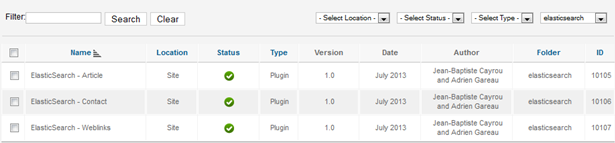 Filter: Search Clear - Select Location - - Select Status - - Select Type - elasticsearch
Name Location Status Type Version Date Author Folder ID
ElasticSearch - Article Site Plugin 1.0 July 2013 Jean-Baptiste Cayrou and Adrien Gareau elasticsearch 10105
ElasticSearch - Contact Site Plugin 1.0 July 2013 Jean-Baptiste Cayrou and Adrien Gareau elasticsearch 10106
ElasticSearch - Weblinks Site Plugin 1.0 July 2013 Jean-Baptiste Cayrou and Adrien Gareau elasticsearch 10107